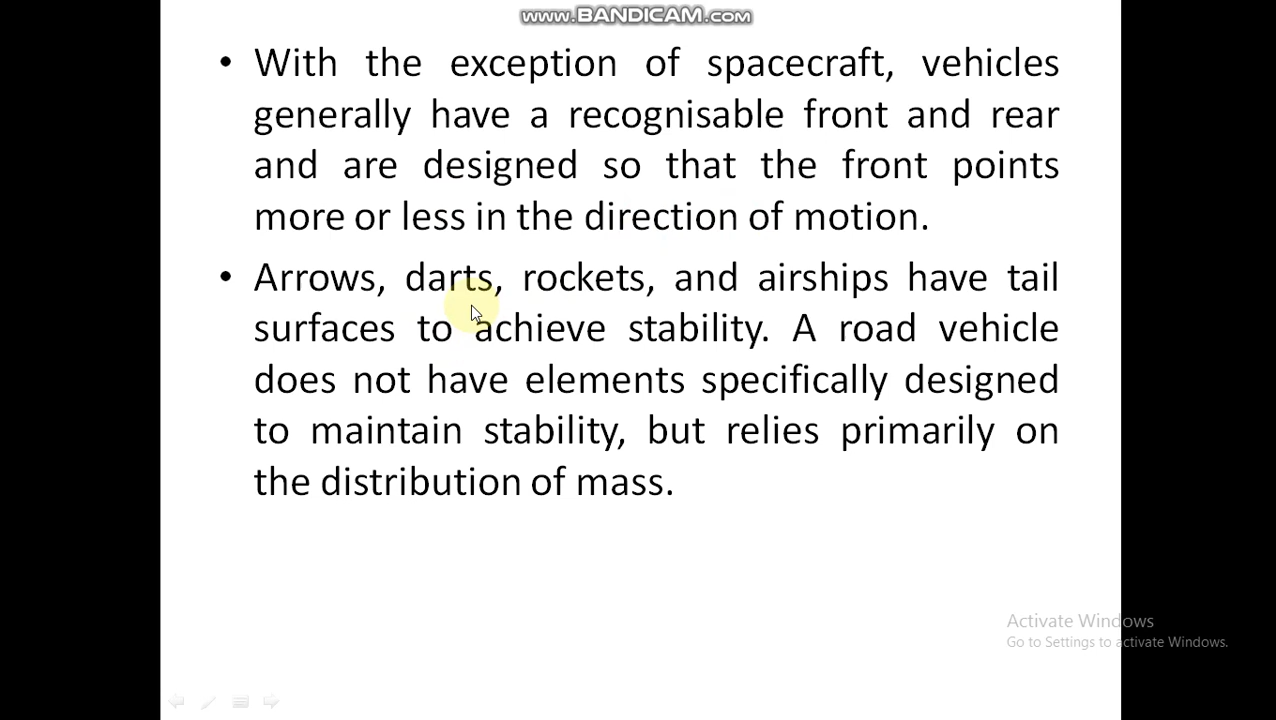 www.BANDICAM.com
• With the exception of spacecraft, vehicles
generally have a recognisable front and rear
and are designed so that the front points
more or less in the direction of motion.
• Arrows, darts, rockets, and airships have tail
surfaces to achieve stability. A road vehicle
does not have elements specifically designed
to maintain stability, but relies primarily on
the distribution of mass.
Activate Windows
Go to Settings to activate Windows.